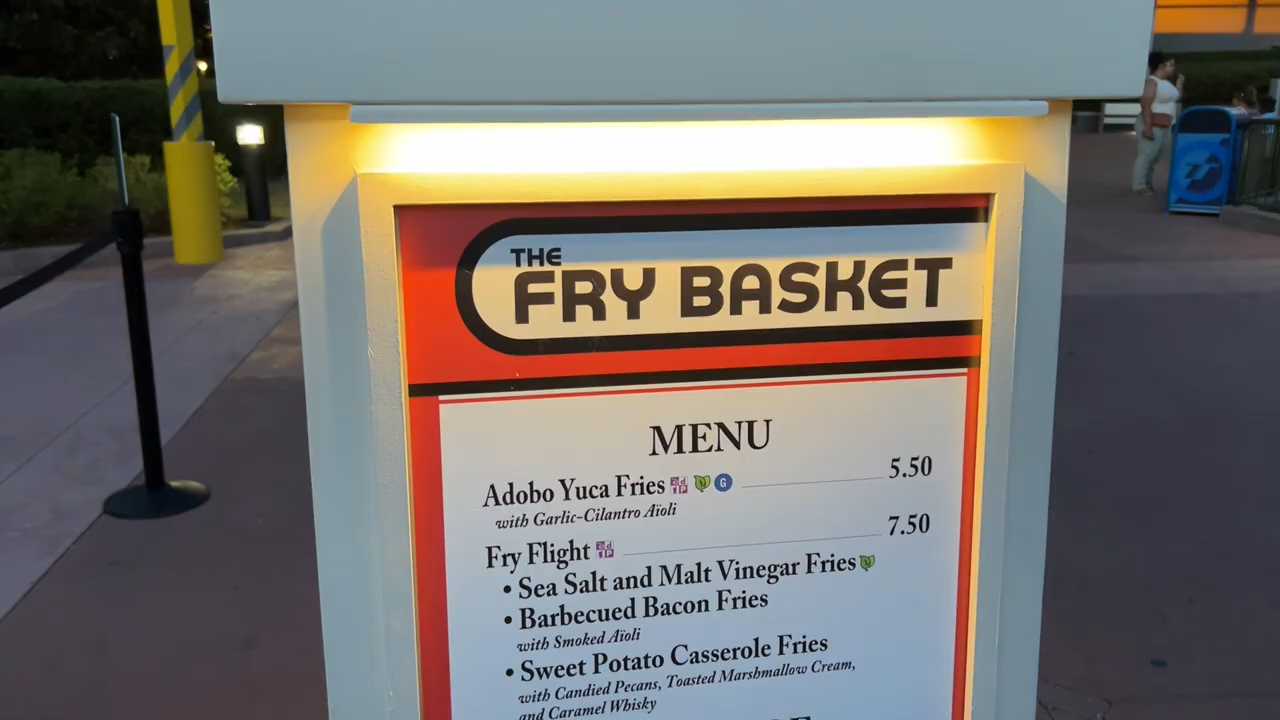 THE
FRY BASKET
MENU
Adobo Yuca Fries G 5.50
with Garlic-Cilantro Aïoli
Fry Flight 7.50
• Sea Salt and Malt Vinegar Fries
• Barbecued Bacon Fries
with Smoked Aïoli
• Sweet Potato Casserole Fries
with Candied Pecans, Toasted Marshmallow Cream,
and Caramel Whisky